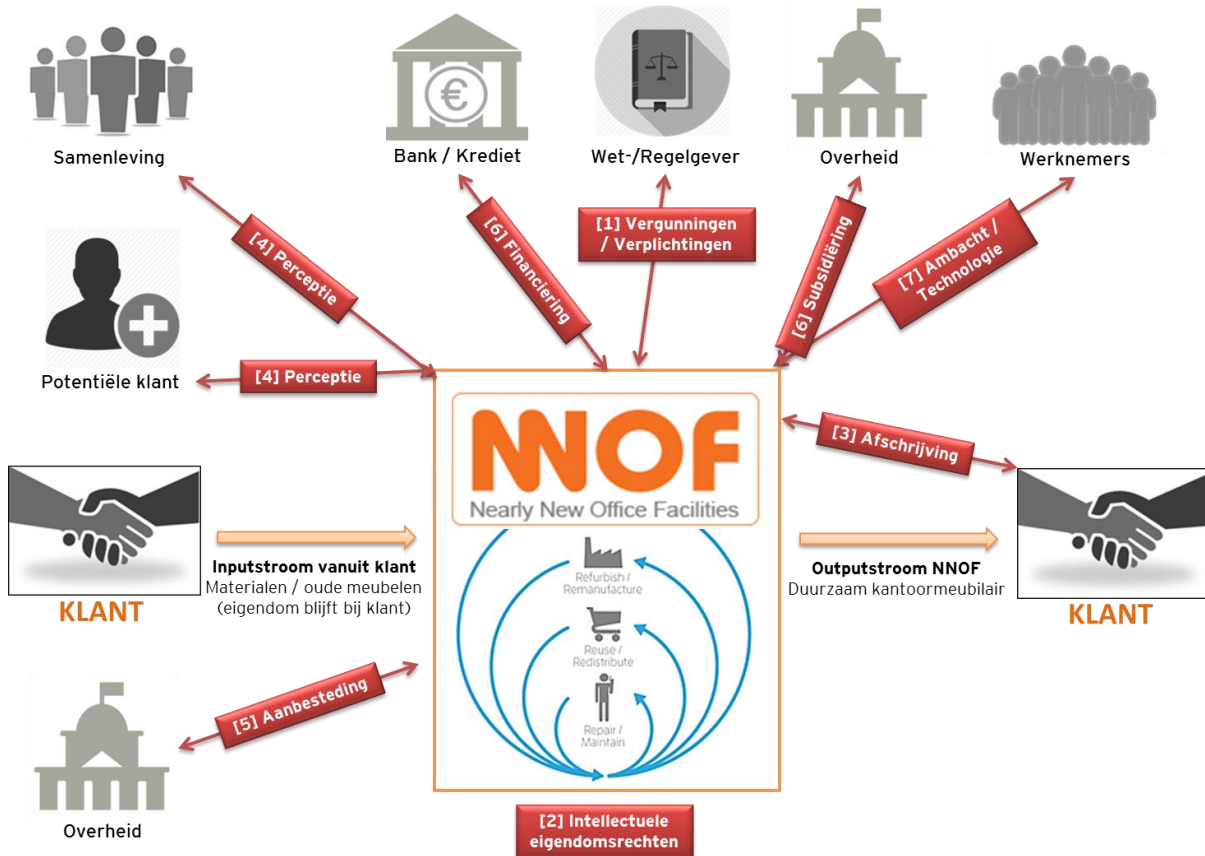 Samenleving
Bank / Krediet
Wet-/Regelgever
Overheid
Werknemers
[4] Perceptie
[6] Financiering
[1] Vergunningen
/ Verplichtingen
[6] Subsidiëring
[7] Ambacht /
Technologie
Potentiële klant
[4] Perceptie
NNOF
Nearly New Office Facilities
[3] Afschrijving
KLANT
Inputstroom vanuit klant
Materialen / oude meubelen
(eigendom blijft bij klant)
Refurbish /
Remanufacture
Reuse /
Redistribute
Repair /
Maintain
Outputstroom NNOF
Duurzaam kantoormeubilair
KLANT
[5] Aanbesteding
Overheid
[2] Intellectuele
eigendomsrechten